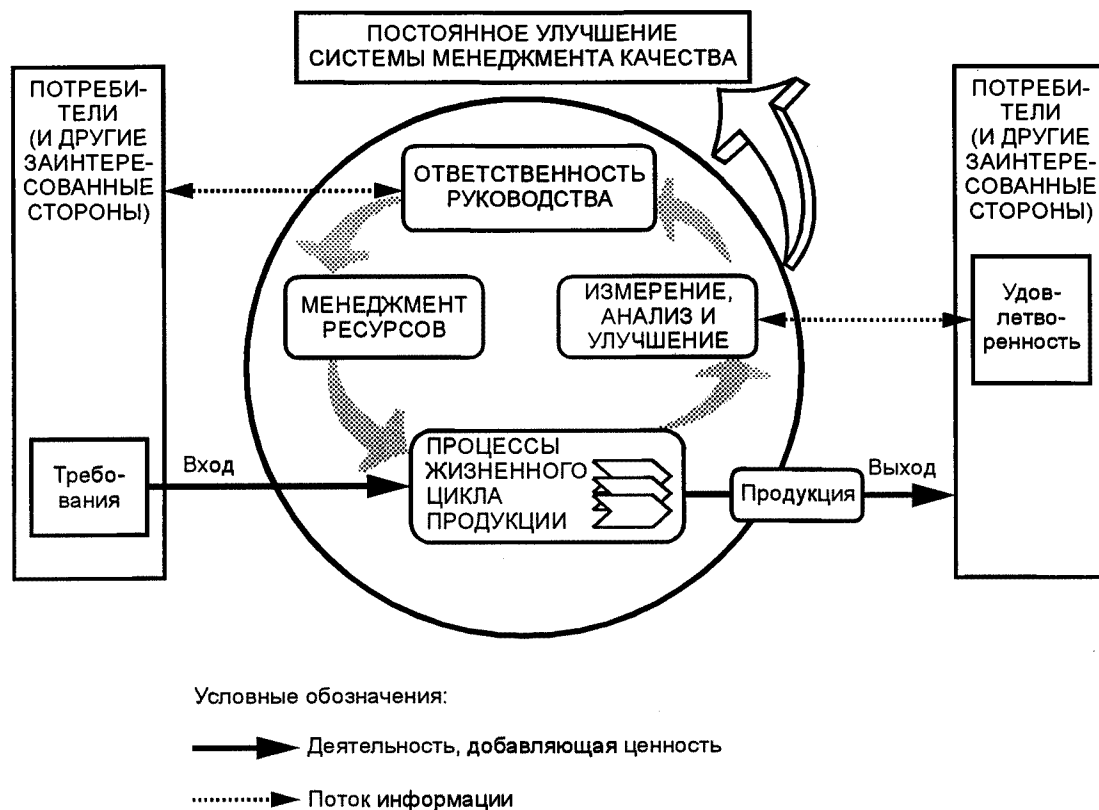 ПОСТОЯННОЕ УЛУЧШЕНИЕ
СИСТЕМЫ МЕНЕДЖМЕНТА КАЧЕСТВА
ПОТРЕБИ-
ТЕЛИ
(И ДРУГИЕ
ЗАИНТЕРЕ-
СОВАННЫЕ
СТОРОНЫ)
ОТВЕТСТВЕННОСТЬ
РУКОВОДСТВА
МЕНЕДЖМЕНТ
РЕСУРСОВ
ИЗМЕРЕНИЕ,
АНАЛИЗ И
УЛУЧШЕНИЕ
ПОТРЕБИ-
ТЕЛИ
(И ДРУГИЕ
ЗАИНТЕРЕ-
СОВАННЫЕ
СТОРОНЫ)
Удов-
летво-
ренность
Требо-
вания
Вход
ПРОЦЕССЫ
ЖИЗНЕННОГО
ЦИКЛА
ПРОДУКЦИИ
Продукция
Выход
Условные обозначения:
Деятельность, добавляющая ценность
Поток информации